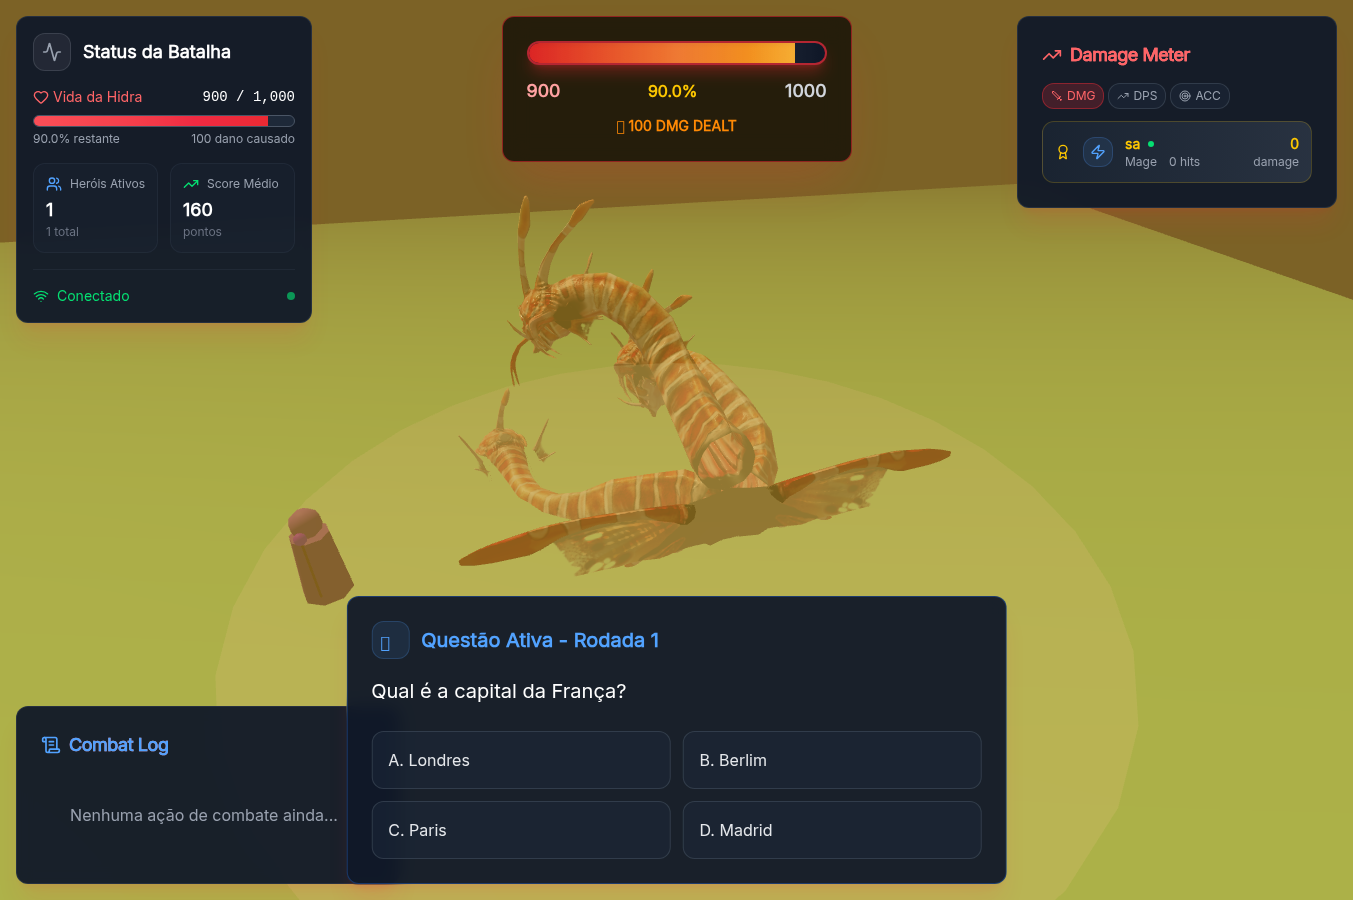 Status da Batalha
Vida da Hidra 900 / 1,000
90.0% restante 100 dano causado
Heróis Ativos
1
1 total
Score Médio
160
pontos
Conectado
900 90.0% 1000
100 DMG DEALT
Damage Meter
DMG DPS ACC
sa 0
Mage 0 hits damage
Questão Ativa - Rodada 1
Qual é a capital da França?
A. Londres
B. Berlim
C. Paris
D. Madrid
Combat Log
Nenhuma ação de combate ainda...